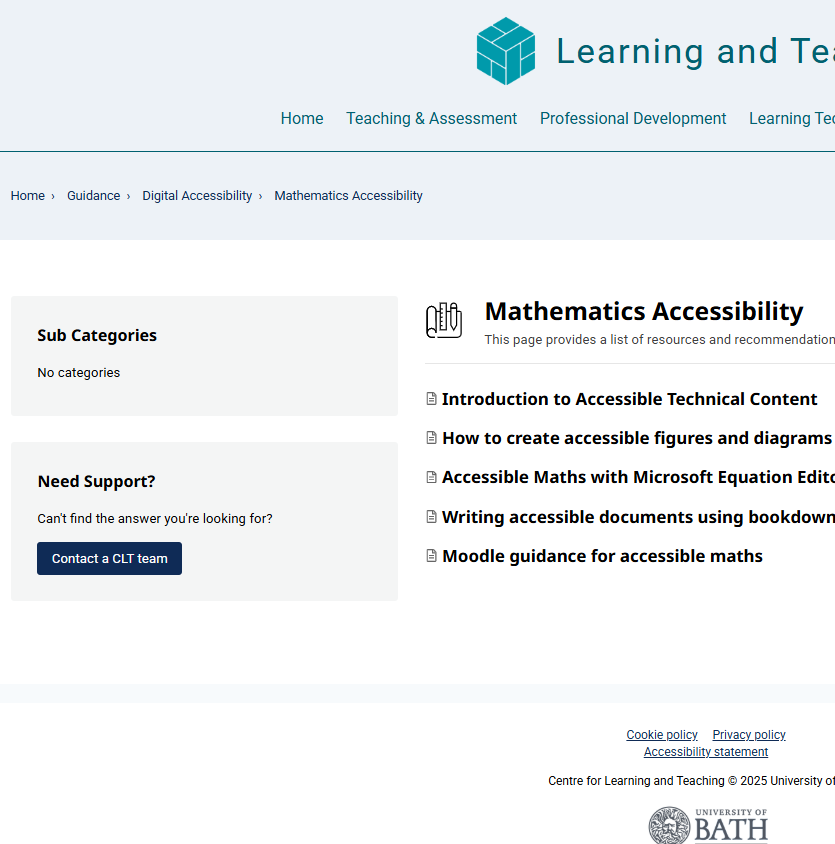 Learning and Tea
Home Teaching & Assessment Professional Development Learning Tec
Home › Guidance › Digital Accessibility › Mathematics Accessibility
Sub Categories
No categories
Need Support?
Can't find the answer you're looking for?
Contact a CLT team
Mathematics Accessibility
This page provides a list of resources and recommendation
Introduction to Accessible Technical Content
How to create accessible figures and diagrams
Accessible Maths with Microsoft Equation Edito
Writing accessible documents using bookdown
Moodle guidance for accessible maths
Cookie policy Privacy policy
Accessibility statement
Centre for Learning and Teaching © 2025 University of
UNIVERSITY OF
BATH